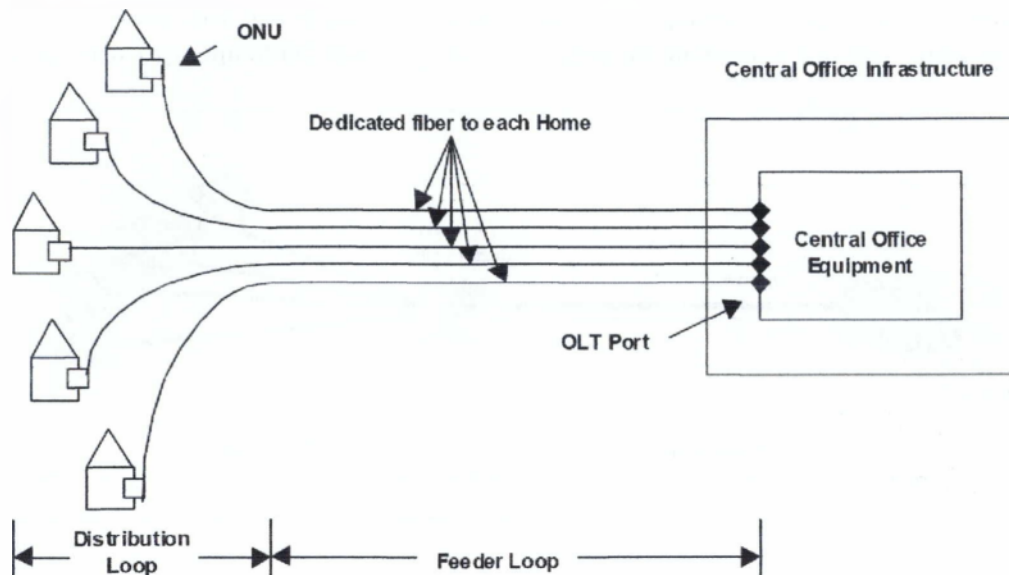 ONU
Central Office Infrastructure
Dedicated fiber to each Home
Central Office
Equipment
OLT Port
Distribution
Loop
Feeder Loop